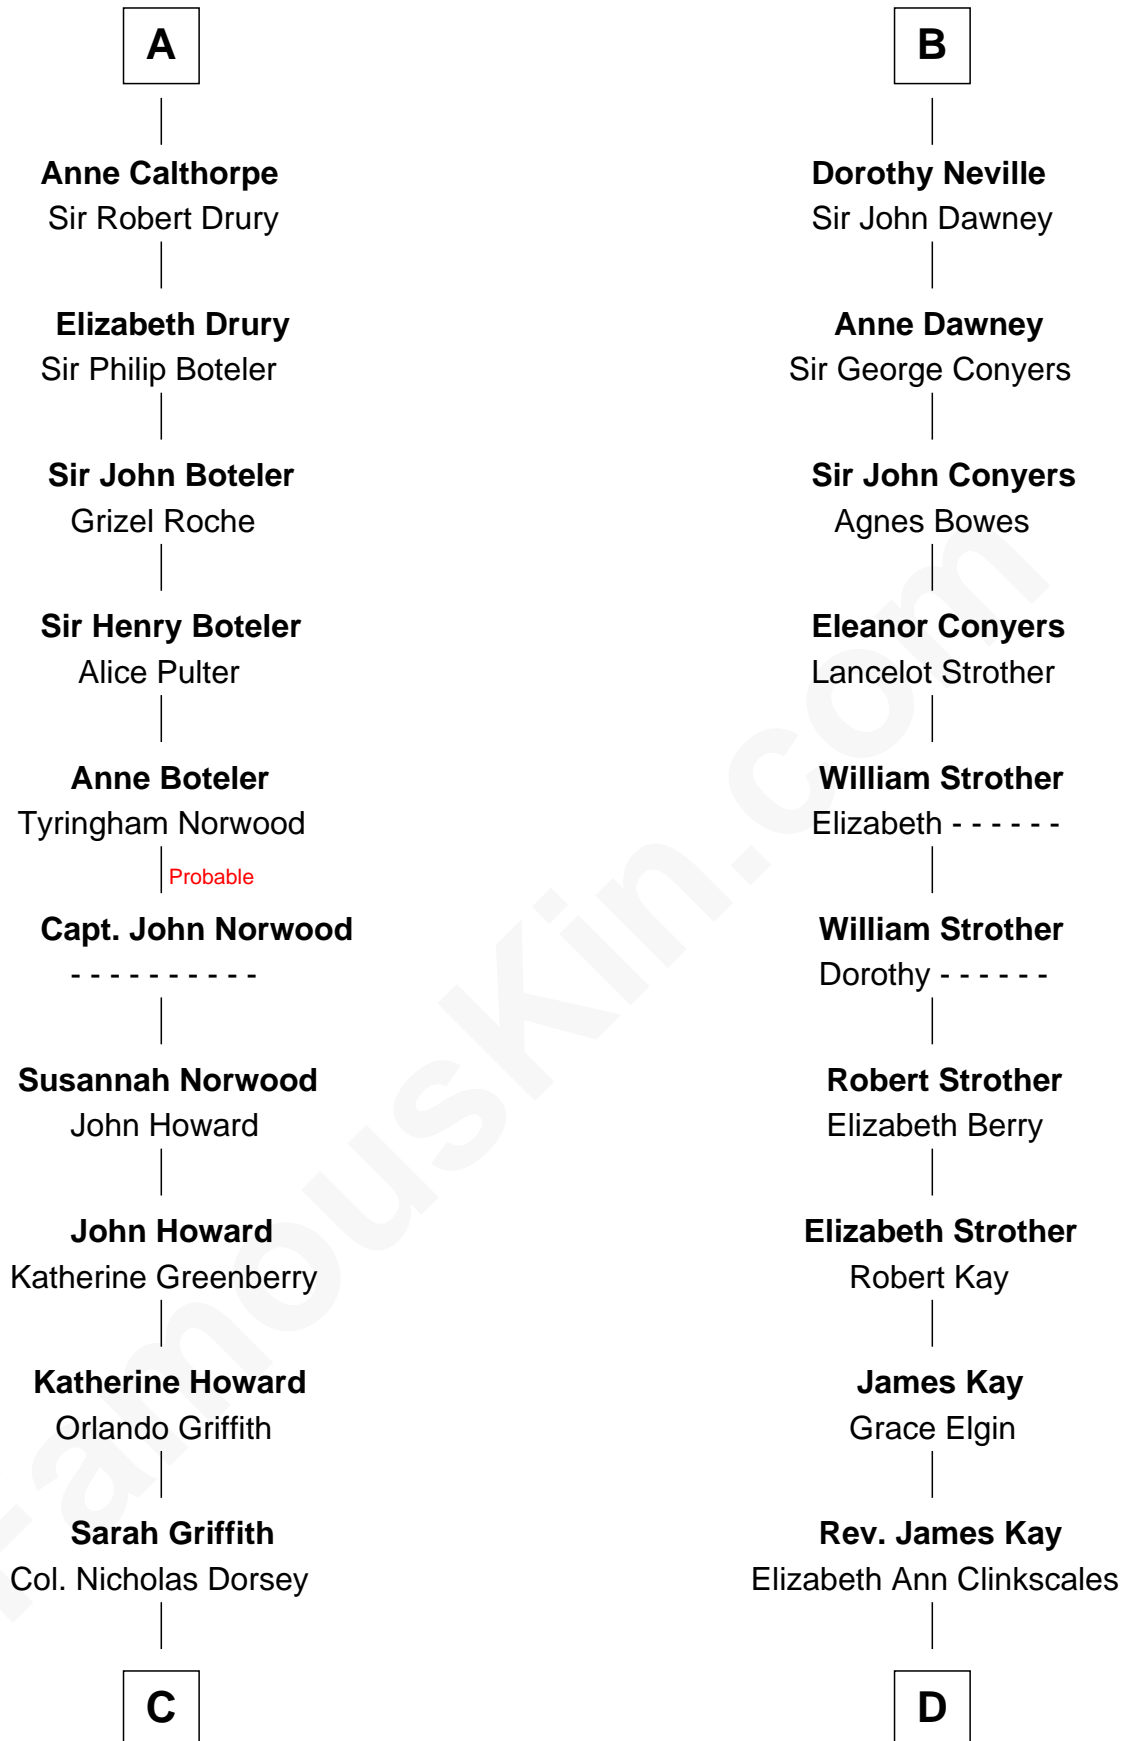 A
Anne Calthorpe
Sir Robert Drury
Elizabeth Drury
Sir Philip Boteler
Sir John Boteler
Grizel Roche
Sir Henry Boteler
Alice Pulter
Anne Boteler
Tyringham Norwood
Probable
Capt. John Norwood
- - - - - - - - - -
Susannah Norwood
John Howard
John Howard
Katherine Greenberry
Katherine Howard
Orlando Griffith
Sarah Griffith
Col. Nicholas Dorsey
C
B
Dorothy Neville
Sir John Dawney
Anne Dawney
Sir George Conyers
Sir John Conyers
Agnes Bowes
Eleanor Conyers
Lancelot Strother
William Strother
Elizabeth - - - - - -
William Strother
Dorothy - - - - - -
Robert Strother
Elizabeth Berry
Elizabeth Strother
Robert Kay
James Kay
Grace Elgin
Rev. James Kay
Elizabeth Ann Clinkscales
D
FamousKin.com